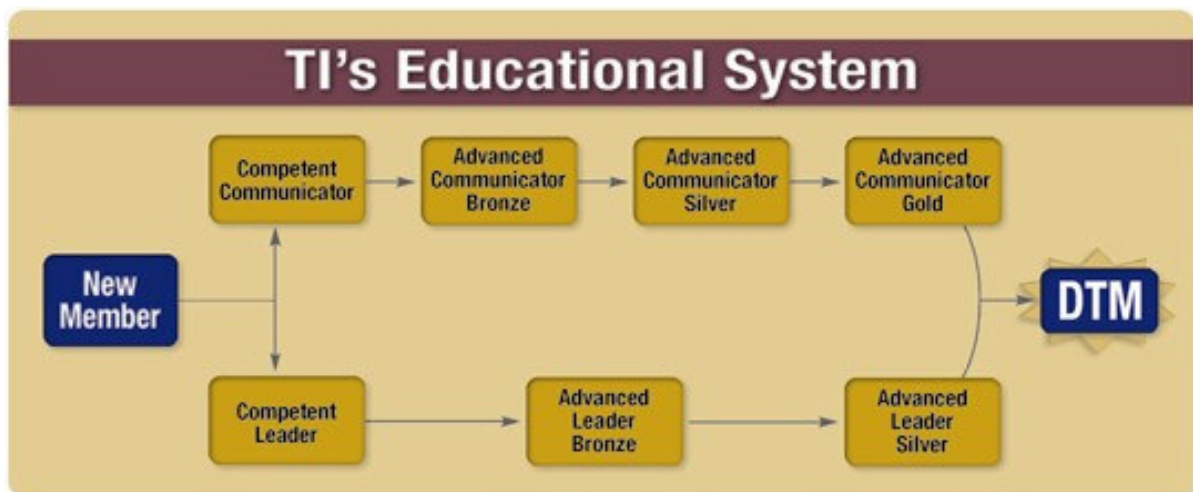 TI's Educational System
Competent
Communicator
Advanced
Communicator
Bronze
Advanced
Communicator
Silver
Advanced
Communicator
Gold
New
Member
DTM
Competent
Leader
Advanced
Leader
Bronze
Advanced
Leader
Silver